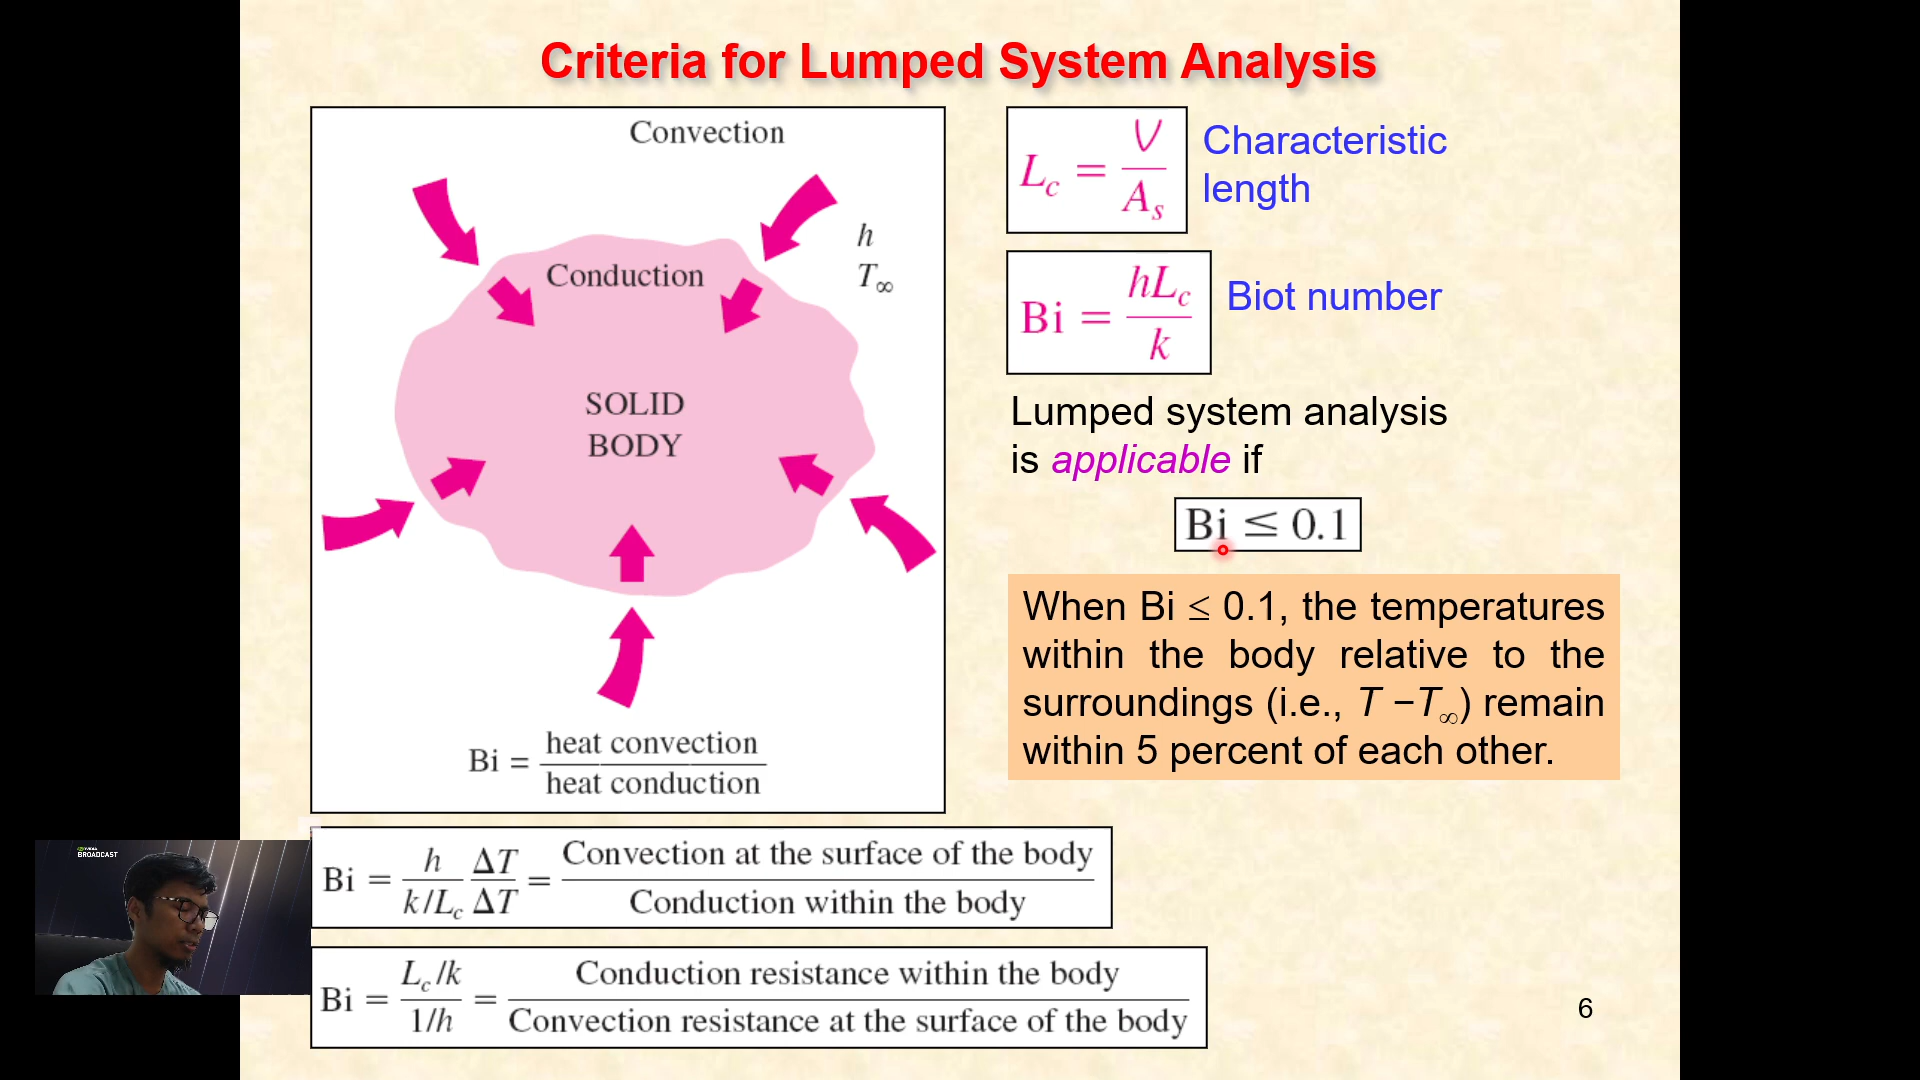 Criteria for Lumped System Analysis
Convection
h
T∞
Conduction
SOLID
BODY
Bi = heat convection / heat conduction
Lc = V / As
Characteristic
length
Bi = hLc / k
Biot number
Lumped system analysis
is applicable if
Bi ≤ 0.1
When Bi ≤ 0.1, the temperatures
within the body relative to the
surroundings (i.e., T −T∞) remain
within 5 percent of each other.
Bi = h / k/Lc ΔT / ΔT = Convection at the surface of the body / Conduction within the body
Bi = Lc/k / 1/h = Conduction resistance within the body / Convection resistance at the surface of the body
6
NVIDIA
BROADCAST